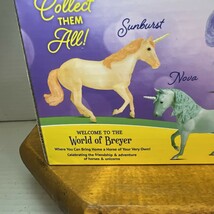 Collect
THEM
All!
Sunburst
Nova
WELCOME TO THE
World of Breyer
Where You Can Bring Home a Horse of Your Very Own!
Celebrating the friendship & adventure
of horses & unicorns